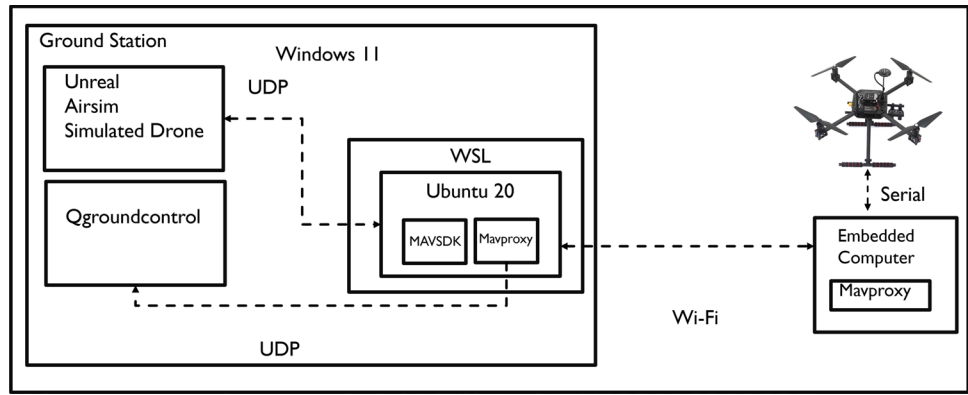 Ground Station
Windows 11
Unreal
Airsim
Simulated Drone
UDP
Qgroundcontrol
WSL
Ubuntu 20
MAVSDK
Mavproxy
UDP
Wi-Fi
Serial
Embedded
Computer
Mavproxy